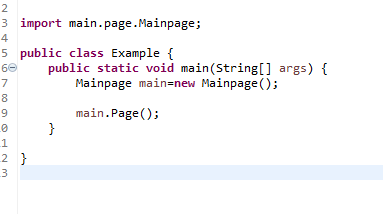 2
3 import main.page.Mainpage;
4
5 public class Example {
6 public static void main(String[] args) {
7 Mainpage main=new Mainpage();
8
9 main.Page();
.0 }
.1
.2 }
.3